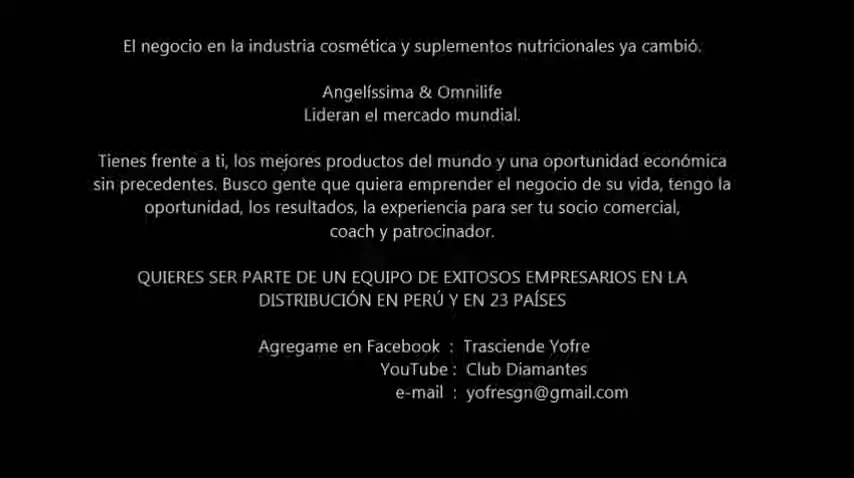 El negocio en la industria cosmética y suplementos nutricionales ya cambió.
Angelíssima & Omnilife
Lideran el mercado mundial.
Tienes frente a ti, los mejores productos del mundo y una oportunidad económica
sin precedentes. Busco gente que quiera emprender el negocio de su vida, tengo la
oportunidad, los resultados, la experiencia para ser tu socio comercial,
coach y patrocinador.
QUIERES SER PARTE DE UN EQUIPO DE EXITOSOS EMPRESARIOS EN LA
DISTRIBUCIÓN EN PERÚ Y EN 23 PAÍSES
Agregame en Facebook : Trasciende Yofre
YouTube : Club Diamantes
e-mail : yofresgn@gmail.com